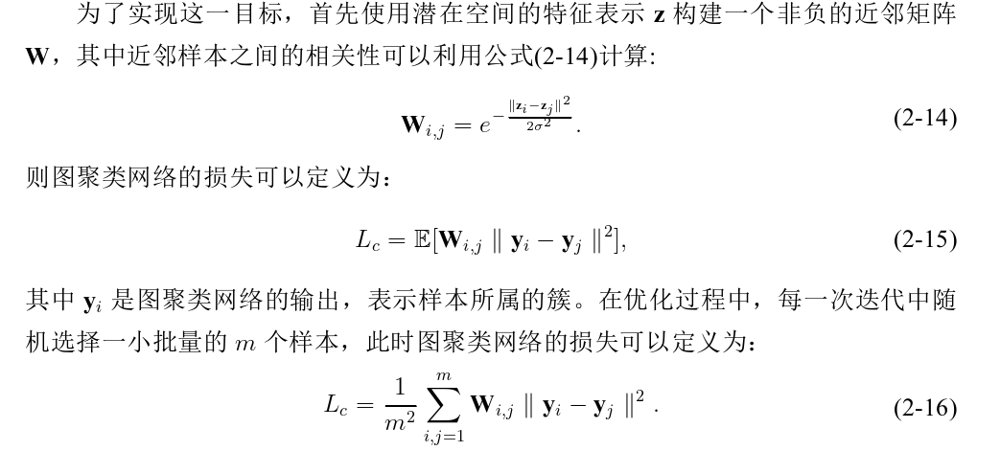 为了实现这一目标，首先使用潜在空间的特征表示 z 构建一个非负的近邻矩阵
W，其中近邻样本之间的相关性可以利用公式(2-14)计算:
$\mathbf{W}_{i,j} = e^{-\frac{\|\mathbf{z}_i - \mathbf{z}_j\|^2}{2\sigma^2}}.$ (2-14)
则图聚类网络的损失可以定义为：
$L_c = \mathbb{E}[\mathbf{W}_{i,j} \parallel \mathbf{y}_i - \mathbf{y}_j \parallel^2],$ (2-15)
其中 $\mathbf{y}_i$ 是图聚类网络的输出，表示样本所属的簇。在优化过程中，每一次迭代中随
机选择一小批量的 $m$ 个样本，此时图聚类网络的损失可以定义为：
$L_c = \frac{1}{m^2} \sum_{i,j=1}^{m} \mathbf{W}_{i,j} \parallel \mathbf{y}_i - \mathbf{y}_j \parallel^2.$ (2-16)